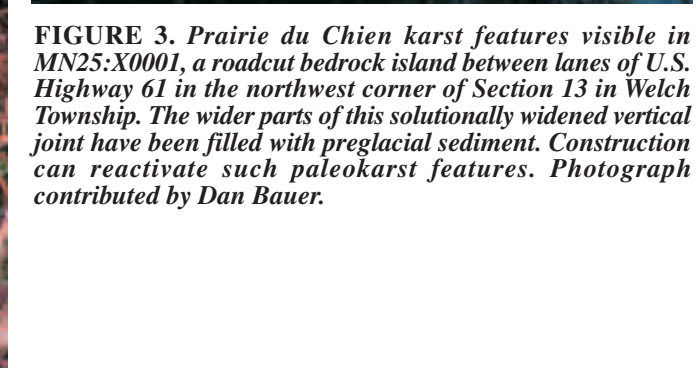 FIGURE 3. Prairie du Chien karst features visible in
MN25:X0001, a roadcut bedrock island between lanes of U.S.
Highway 61 in the northwest corner of Section 13 in Welch
Township. The wider parts of this solutionally widened vertical
joint have been filled with preglacial sediment. Construction
can reactivate such paleokarst features. Photograph
contributed by Dan Bauer.